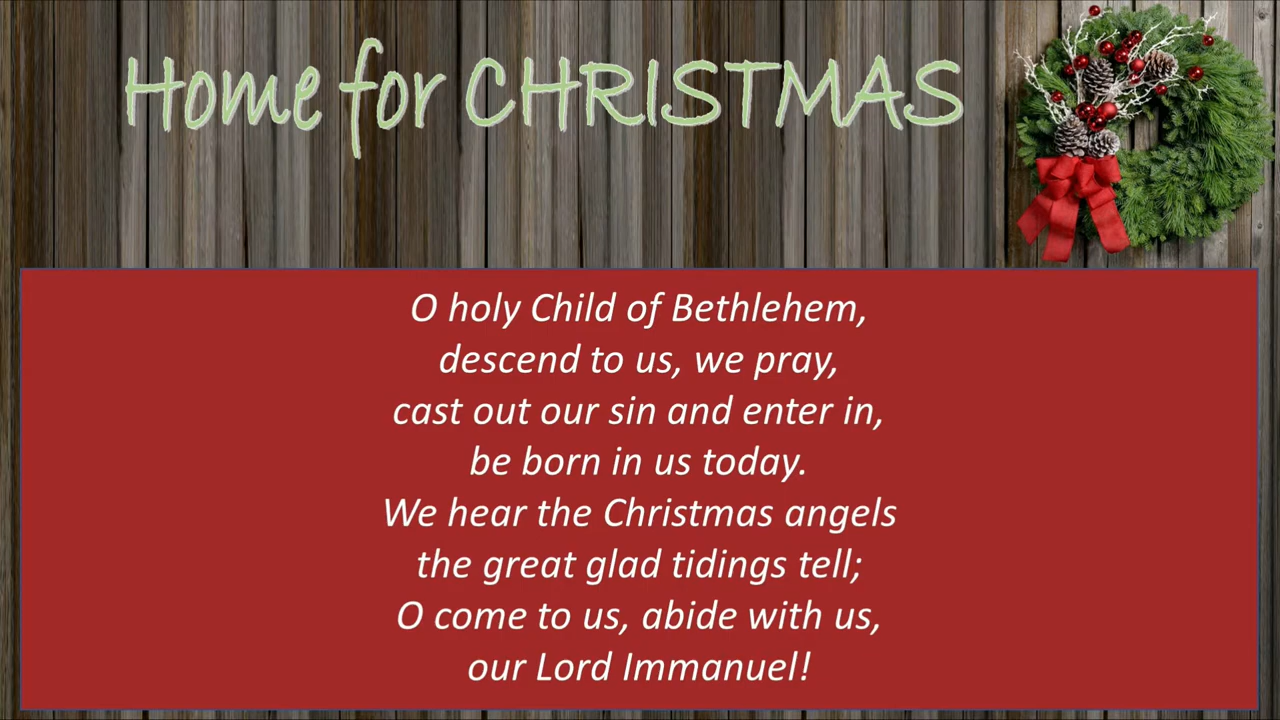 Home for CHRISTMAS
O holy Child of Bethlehem,
descend to us, we pray,
cast out our sin and enter in,
be born in us today.
We hear the Christmas angels
the great glad tidings tell;
O come to us, abide with us,
our Lord Immanuel!